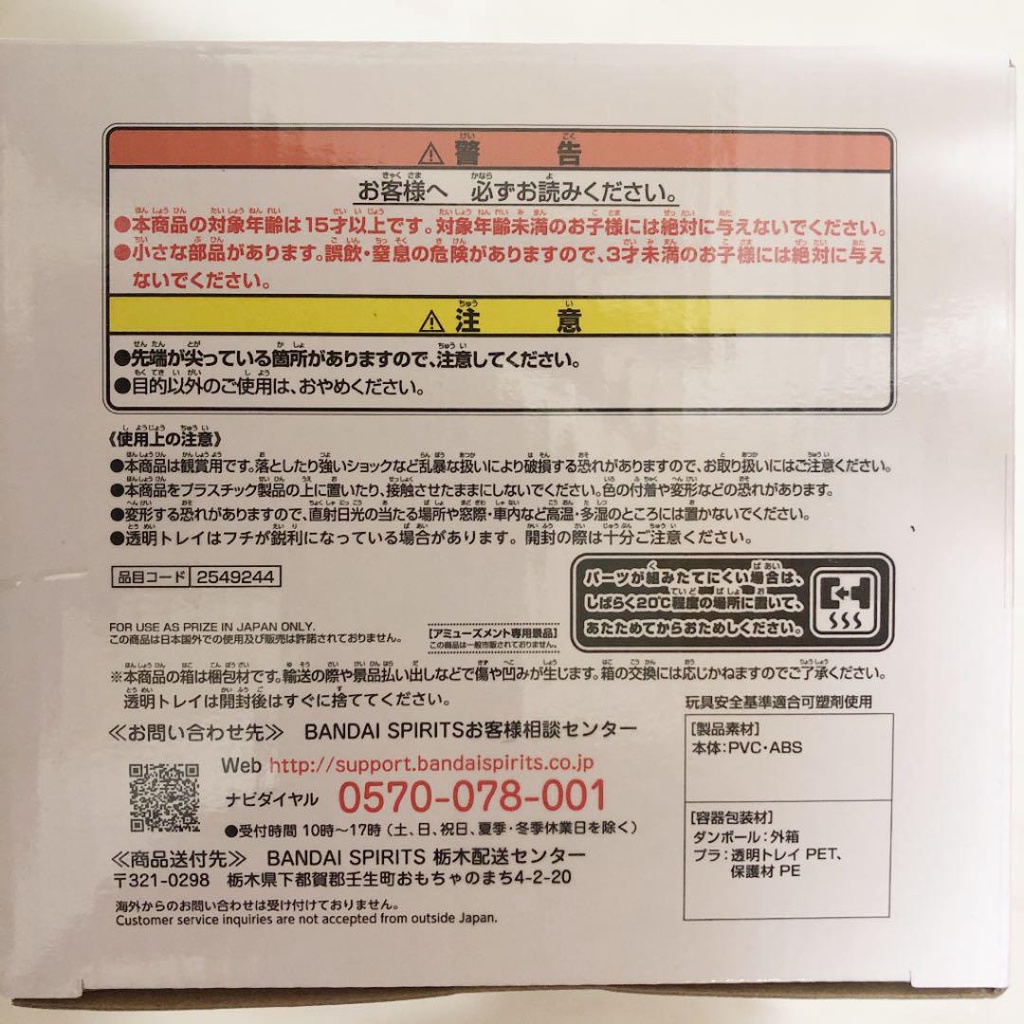 ⚠警告
お客様へ 必ずお読みください。
●本商品の対象年齢は15才以上です。対象年齢未満のお子様には絶対に与えないでください。
●小さな部品があります。誤飲・窒息の危険がありますので、3才未満のお子様には絶対に与え
ないでください。
⚠注意
●先端が尖っている箇所がありますので、注意してください。
●目的以外のご使用は、おやめください。
《使用上の注意》
●本商品は観賞用です。落としたり強いショックなど乱暴な扱いにより破損する恐れがありますので、お取り扱いにはご注意ください。
●本商品をプラスチック製品の上に置いたり、接触させたままにしないでください。色の付着や変形などの恐れがあります。
●変形する恐れがありますので、直射日光の当たる場所や窓際・車内など高温・多湿のところには置かないでください。
●透明トレイはフチが鋭利になっている場合があります。開封の際は十分ご注意ください。
品目コード 2549244
パーツが組みたてにくい場合は、
しばらく20℃程度の場所に置いて、
あたためてからおためしください。
FOR USE AS PRIZE IN JAPAN ONLY.
この商品は日本国外での使用及び販売は許諾されておりません。
[アミューズメント専用景品]
この商品は一般市販されておりません。
※本商品の箱は梱包材です。輸送の際や景品払い出しなどで傷や凹みが生じます。箱の交換には応じかねますのでご了承ください。
透明トレイは開封後はすぐに捨ててください。
玩具安全基準適合可塑剤使用
[製品素材]
本体:PVC・ABS
[容器包装材]
ダンボール:外箱
プラ:透明トレイ PET、
保護材 PE
≪お問い合わせ先≫ BANDAI SPIRITSお客様相談センター
Web http://support.bandaispirits.co.jp
ナビダイヤル 0570-078-001
●受付時間 10時〜17時(土、日、祝日、夏季・冬季休業日を除く)
≪商品送付先≫ BANDAI SPIRITS 栃木配送センター
〒321-0298 栃木県下都賀郡壬生町おもちゃのまち4-2-20
海外からのお問い合わせは受け付けておりません。
Customer service inquiries are not accepted from outside Japan.